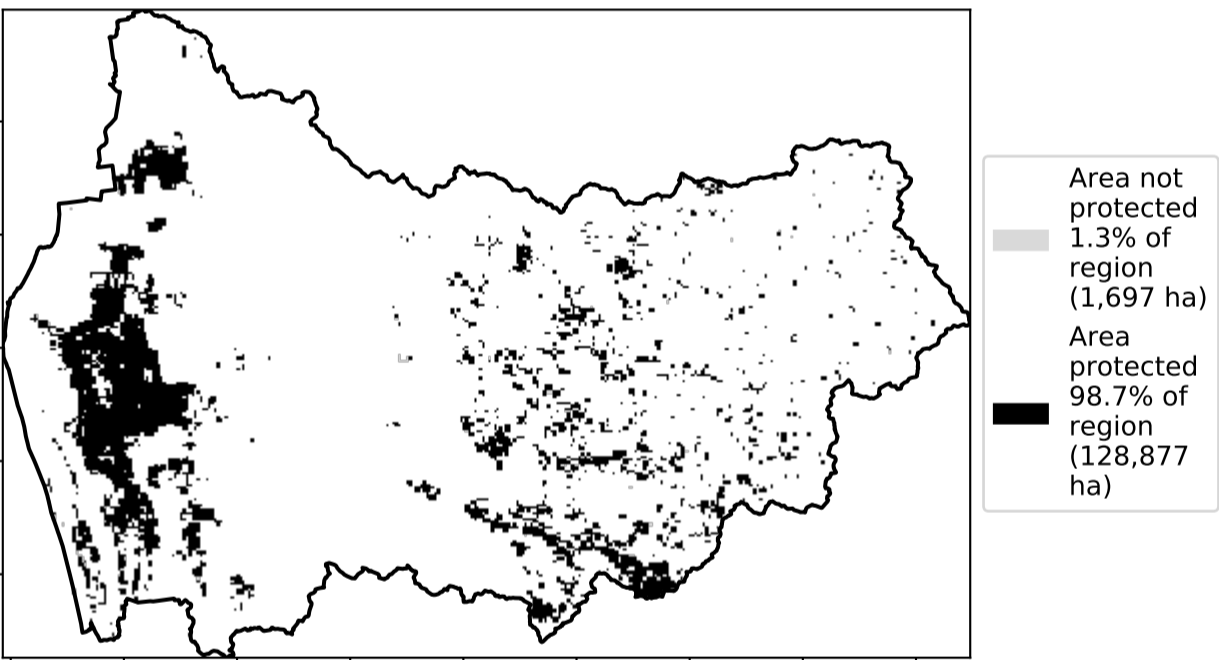 Area not
protected
1.3% of
region
(1,697 ha)
Area
protected
98.7% of
region
(128,877
ha)